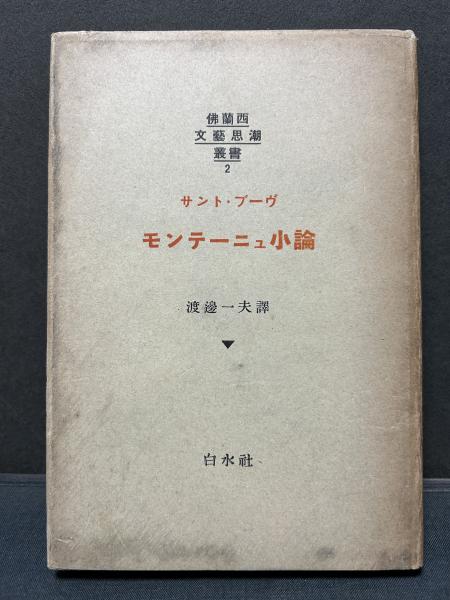 佛蘭西
文藝思潮
叢書
2
サント・ブーヴ
モンテーニュ小論
渡邊一夫譯
▼
白水社